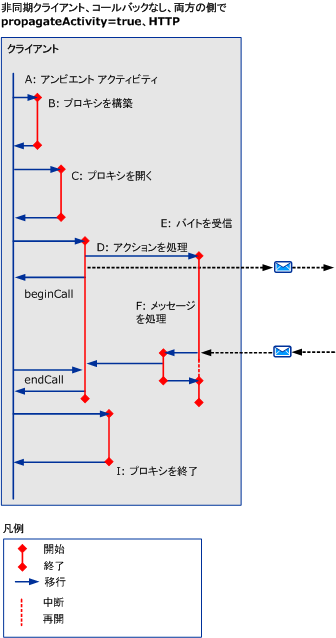 非同期クライアント、コールバックなし、両方の側で
propagateActivity=true、HTTP
クライアント
A: アンビエント アクティビティ
B: プロキシを構築
C: プロキシを開く
E: バイトを受信
D: アクションを処理
beginCall
F: メッセージ
を処理
endCall
I: プロキシを終了
凡例
開始
終了
移行
中断
再開